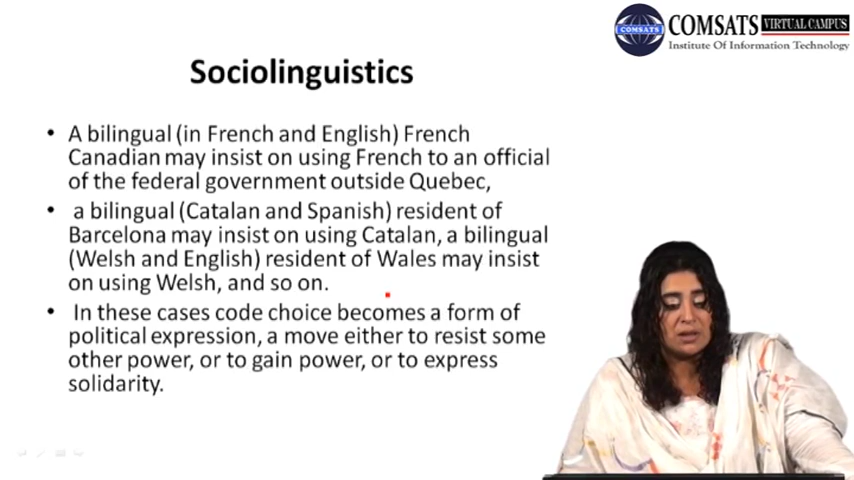 COMSATS VIRTUAL CAMPUS
COMSATS
Institute Of Information Technology
Sociolinguistics
• A bilingual (in French and English) French
Canadian may insist on using French to an official
of the federal government outside Quebec,
• a bilingual (Catalan and Spanish) resident of
Barcelona may insist on using Catalan, a bilingual
(Welsh and English) resident of Wales may insist
on using Welsh, and so on.
• In these cases code choice becomes a form of
political expression, a move either to resist some
other power, or to gain power, or to express
solidarity.